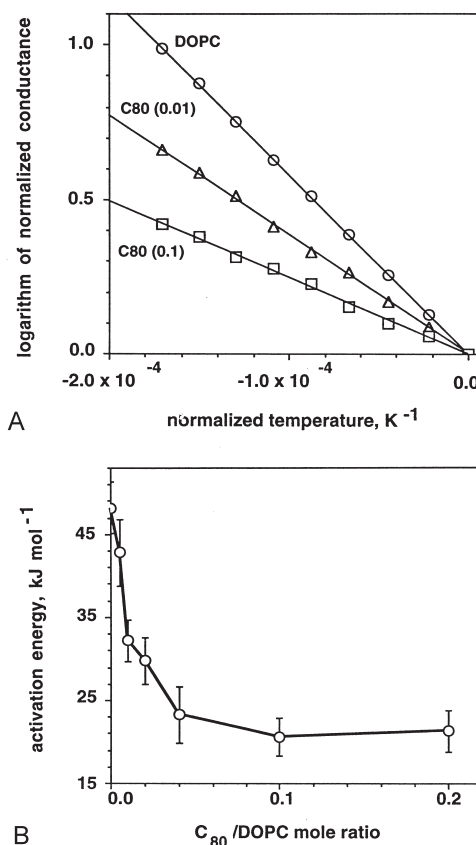 logarithm of normalized conductance
1.0
0.5
0.0
DOPC
C80 (0.01)
C80 (0.1)
-2.0 x 10 -4
-1.0 x 10 -4
0.0
A
normalized temperature, K -1
activation energy, kJ mol -1
45
35
25
15
0.0
0.1
0.2
B
C80/DOPC mole ratio